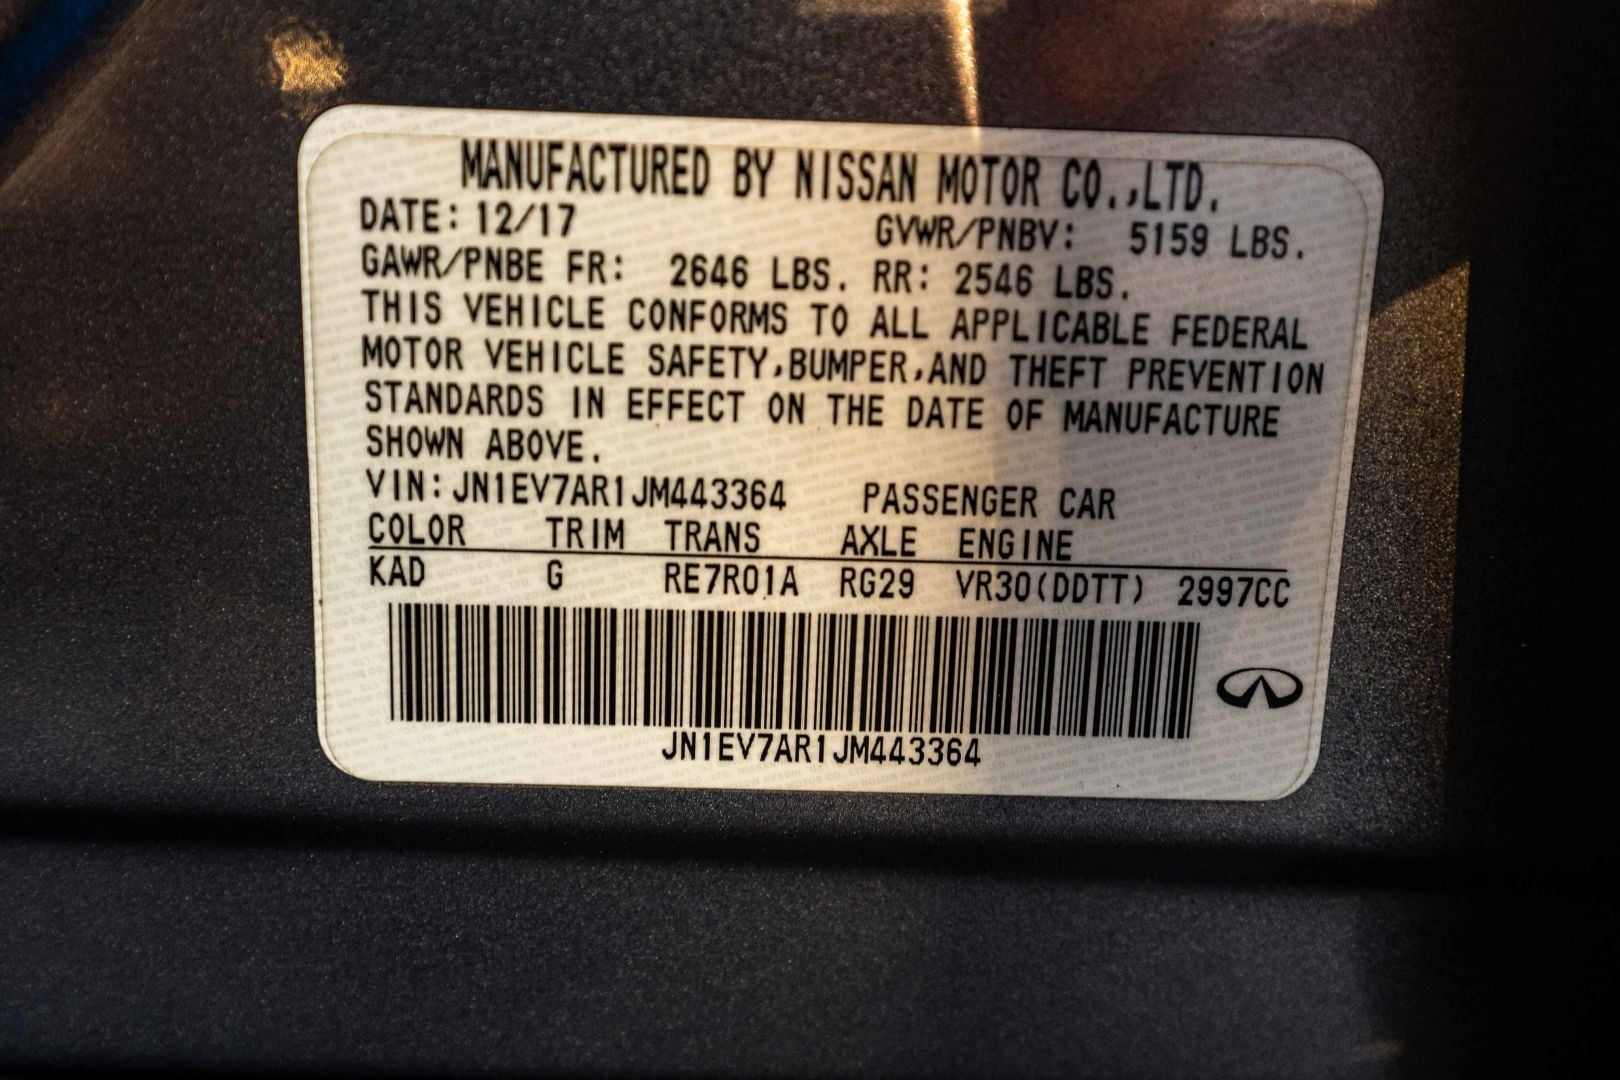 MANUFACTURED BY NISSAN MOTOR CO.,LTD.
DATE: 12/17 GVWR/PNBV: 5159 LBS.
GAWR/PNBE FR: 2646 LBS. RR: 2546 LBS.
THIS VEHICLE CONFORMS TO ALL APPLICABLE FEDERAL
MOTOR VEHICLE SAFETY,BUMPER,AND THEFT PREVENTION
STANDARDS IN EFFECT ON THE DATE OF MANUFACTURE
SHOWN ABOVE.
VIN: JN1EV7AR1JM443364 PASSENGER CAR
COLOR TRIM TRANS AXLE ENGINE
KAD G RE7R01A RG29 VR30(DDTT) 2997CC
JN1EV7AR1JM443364